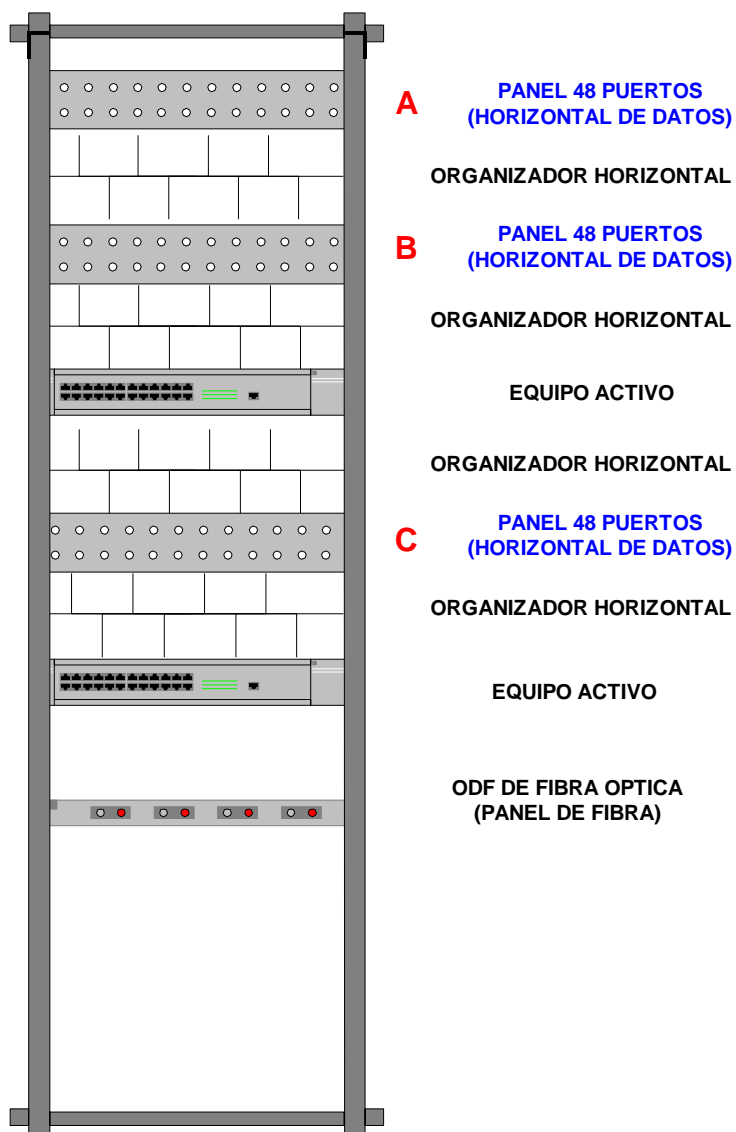 A
PANEL 48 PUERTOS
(HORIZONTAL DE DATOS)
ORGANIZADOR HORIZONTAL
B
PANEL 48 PUERTOS
(HORIZONTAL DE DATOS)
ORGANIZADOR HORIZONTAL
EQUIPO ACTIVO
ORGANIZADOR HORIZONTAL
C
PANEL 48 PUERTOS
(HORIZONTAL DE DATOS)
ORGANIZADOR HORIZONTAL
EQUIPO ACTIVO
ODF DE FIBRA OPTICA
(PANEL DE FIBRA)